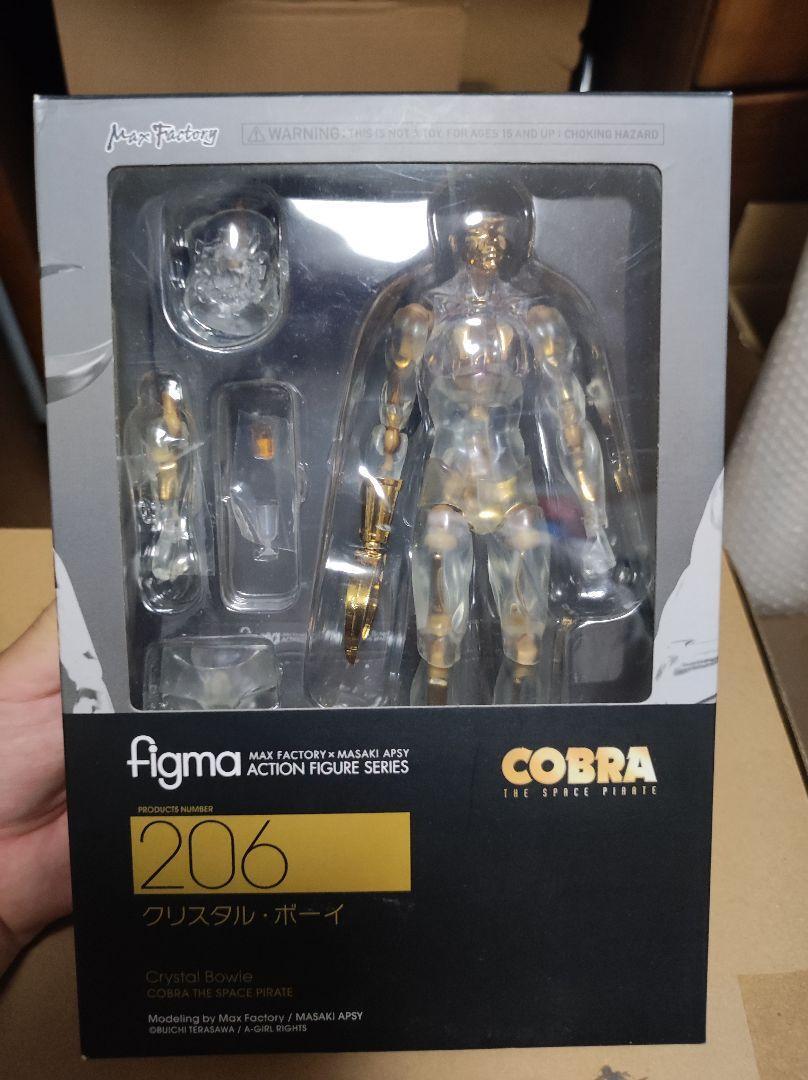 Max Factory
WARNING: THIS IS NOT A TOY. FOR AGES 15 AND UP: CHOKING HAZARD
figma
figma MAX FACTORY × MASAKI APSY
ACTION FIGURE SERIES
COBRA
THE SPACE PIRATE
PRODUCTS NUMBER
206
クリスタル・ボーイ
Crystal Bowie
COBRA THE SPACE PIRATE
Modeling by Max Factory / MASAKI APSY
©BUICHI TERASAWA / A-GIRL RIGHTS